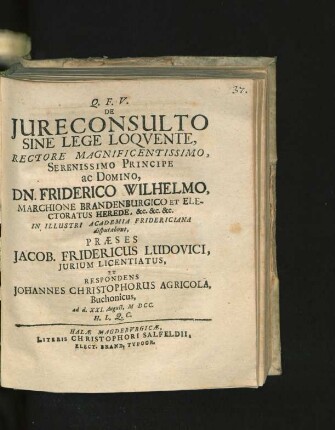 37.
Q. F. V.
DE
JURECONSULTO
SINE LEGE LOQVENTE,
RECTORE MAGNIFICENTISSIMO,
SERENISSIMO PRINCIPE
ac DOMINO,
DN. FRIDERICO WILHELMO,
MARCHIONE BRANDENBURGICO ET ELE-
CTORATUS HEREDE, &c. &c. &c.
IN ILLUSTRI ACADEMIA FRIDERICIANA
disputabunt,
PRÆSES
JACOB. FRIDERICUS LUDOVICI,
JURIUM LICENTIATUS,
ET
RESPONDENS
JOHANNES CHRISTOPHORUS AGRICOLA,
Buchonicus,
ad d. XXI. August. M DCC.
H. L. Q. C.
HALÆ MAGDEBURGICÆ,
LITERIS CHRISTOPHORI SALFELDII,
ELECT. BRAND. TYPOGR.